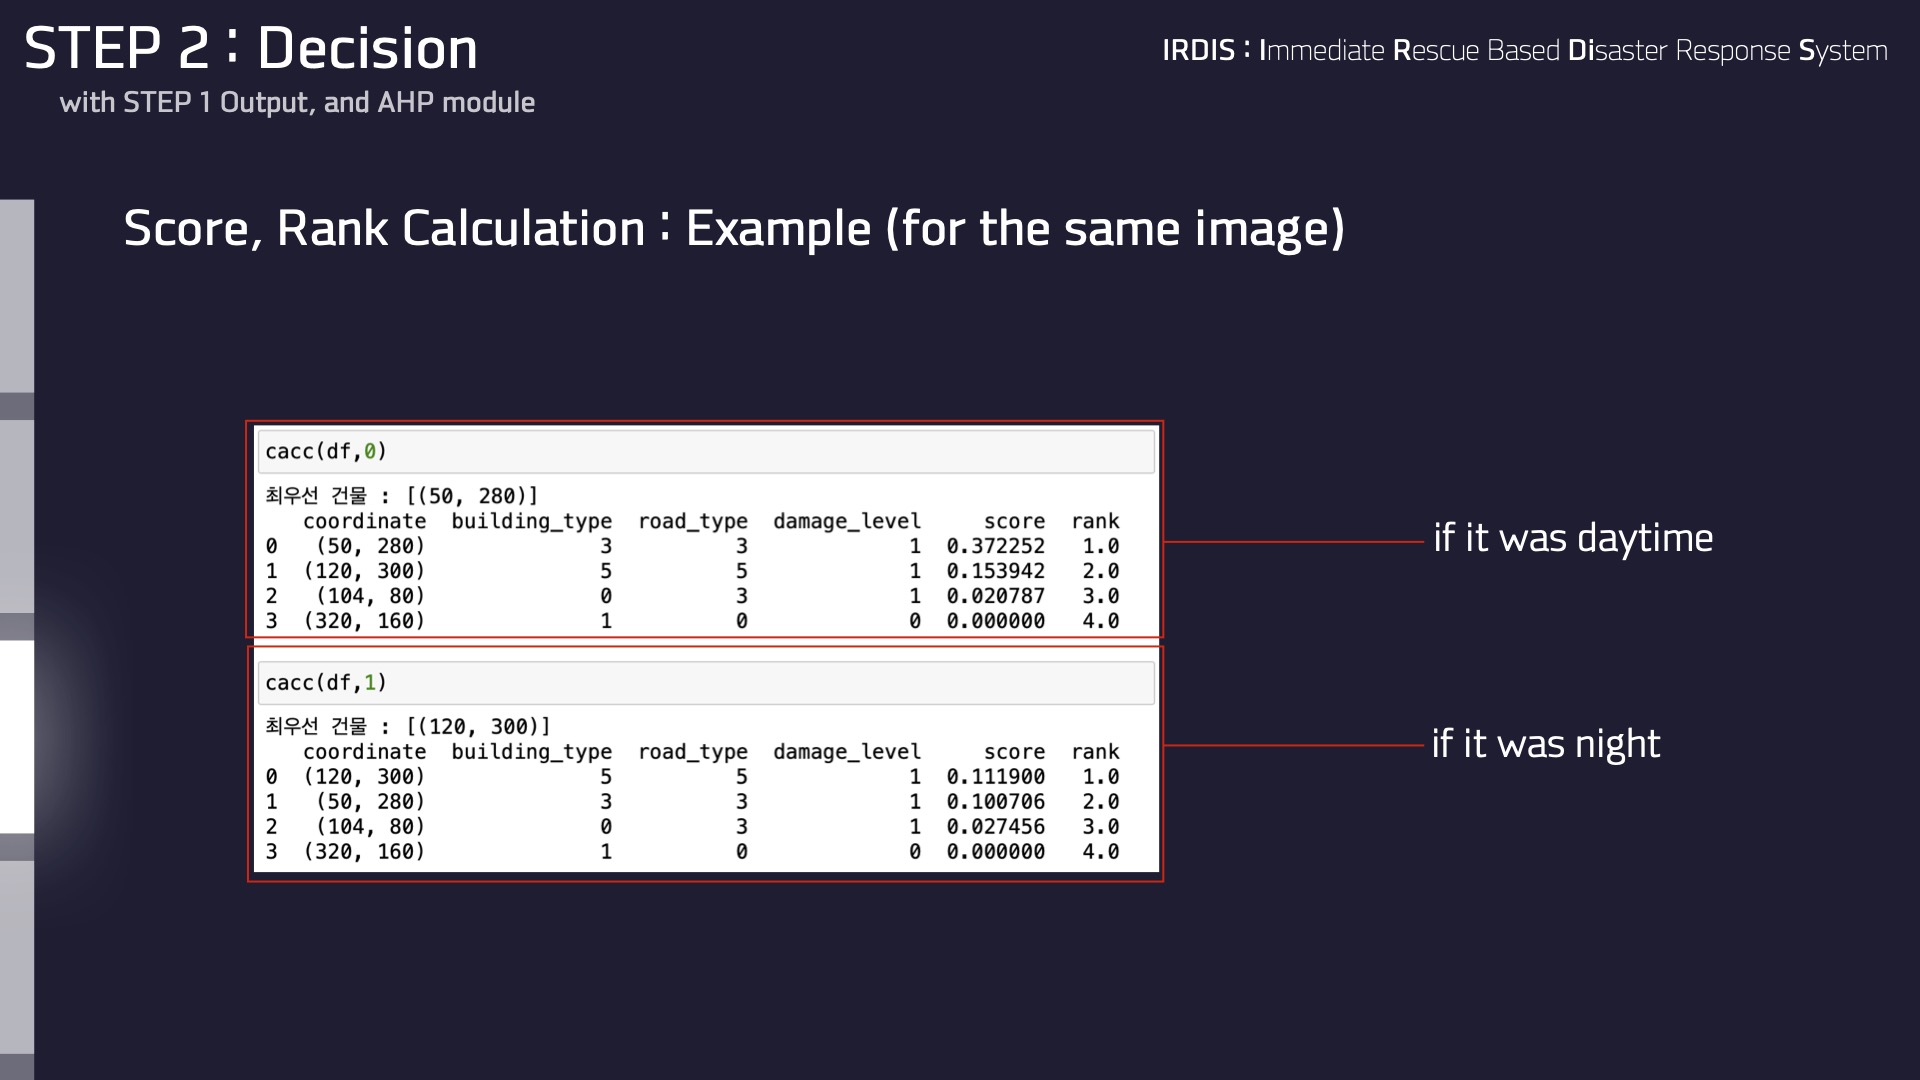 STEP 2 : Decision
with STEP 1 Output, and AHP module
IRDIS : Immediate Rescue Based Disaster Response System
Score, Rank Calculation : Example (for the same image)
cacc(df,0)
최우선 건물 : [(50, 280)]
coordinate building_type road_type damage_level score rank
0 (50, 280) 3 3 1 0.372252 1.0
1 (120, 300) 5 5 1 0.153942 2.0
2 (104, 80) 0 3 1 0.020787 3.0
3 (320, 160) 1 0 0 0.000000 4.0
if it was daytime
cacc(df,1)
최우선 건물 : [(120, 300)]
coordinate building_type road_type damage_level score rank
0 (120, 300) 5 5 1 0.111900 1.0
1 (50, 280) 3 3 1 0.100706 2.0
2 (104, 80) 0 3 1 0.027456 3.0
3 (320, 160) 1 0 0 0.000000 4.0
if it was night